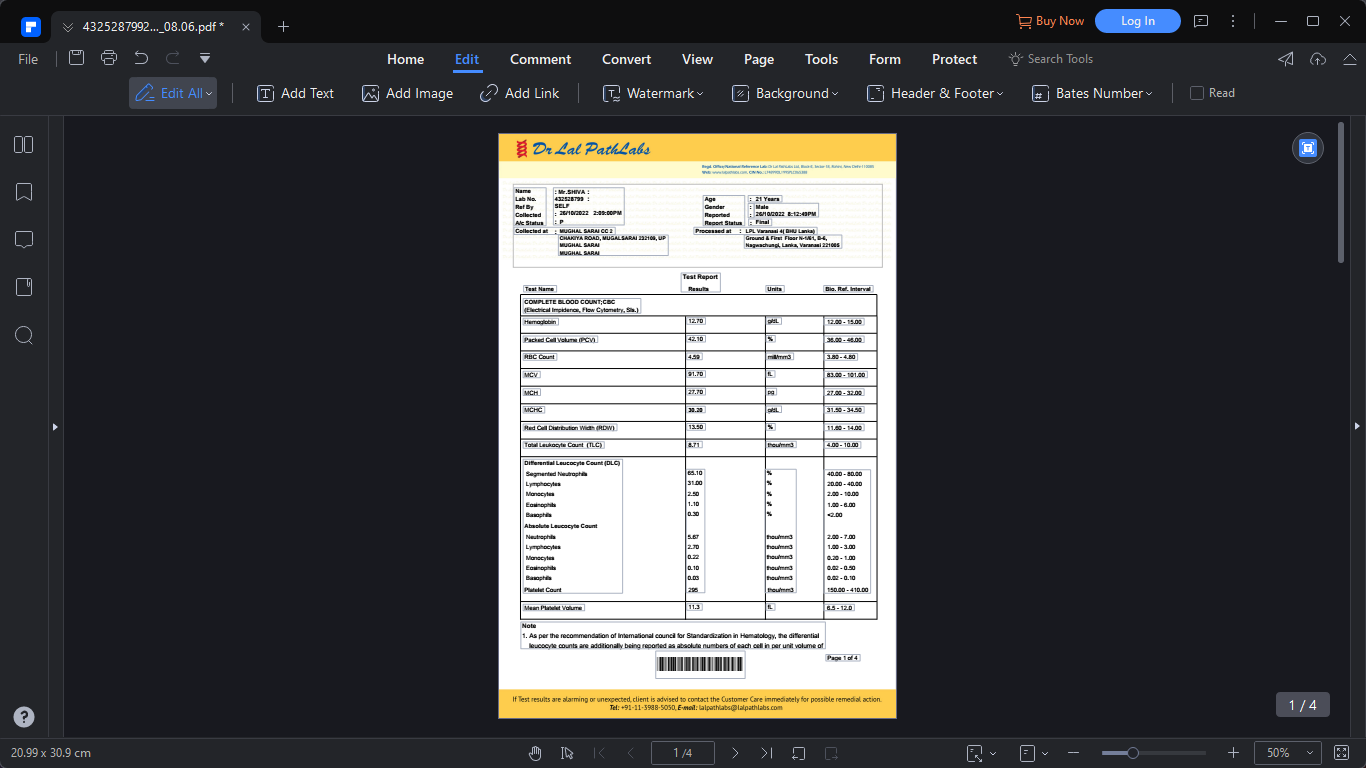 4325287992..._08.06.pdf *
Buy Now
Log In
File
Home
Edit
Comment
Convert
View
Page
Tools
Form
Protect
Search Tools
Edit All
Add Text
Add Image
Add Link
Watermark
Background
Header & Footer
Bates Number
Read
Dr Lal PathLabs
Regd. Office/National Reference Lab: Dr Lal PathLabs Ltd, Block-E, Sector-18, Rohini, New Delhi-110085
Web: www.lalpathlabs.com, CIN No.:
Name : Mr.SHIVA :
Lab No. 432528799 :
Ref By SELF
Collected : 26/10/2022 2:09:00PM
A/c Status : P
Collected at : MUGHAL SARAI CC 2
CHAKIYA ROAD, MUGALSARAI 232109, UP
MUGHAL SARAI
MUGHAL SARAI
Age : 21 Years
Gender : Male
Reported : 26/10/2022 8:12:49PM
Report Status : Final
Processed at : LPL Varanasi 4( BHU Lanka)
Ground & First Floor N-1/61, B-6,
Nagwachungi, Lanka, Varanasi 221005
Test Report
Test Name Results Units Bio. Ref. Interval
COMPLETE BLOOD COUNT;CBC
(Electrical Impidence, Flow Cytometry, Sls.)
Hemoglobin 12.70 g/dL 12.00 - 15.00
Packed Cell Volume (PCV) 42.10 % 36.00 - 46.00
RBC Count 4.59 mill/mm3 3.80 - 4.80
MCV 91.70 fL 83.00 - 101.00
MCH 27.70 pg 27.00 - 32.00
MCHC 30.20 g/dL 31.50 - 34.50
Red Cell Distribution Width (RDW) 13.50 % 11.60 - 14.00
Total Leukocyte Count (TLC) 8.71 thou/mm3 4.00 - 10.00
Differential Leucocyte Count (DLC)
Segmented Neutrophils 65.10 % 40.00 - 80.00
Lymphocytes 31.00 % 20.00 - 40.00
Monocytes 2.50 % 2.00 - 10.00
Eosinophils 1.10 % 1.00 - 6.00
Basophils 0.30 % <2.00
Absolute Leucocyte Count
Neutrophils 5.67 thou/mm3 2.00 - 7.00
Lymphocytes 2.70 thou/mm3 1.00 - 3.00
Monocytes 0.22 thou/mm3 0.20 - 1.00
Eosinophils 0.10 thou/mm3 0.02 - 0.50
Basophils 0.03 thou/mm3 0.02 - 0.10
Platelet Count 295 thou/mm3 150.00 - 410.00
Mean Platelet Volume 11.3 fL 6.5 - 12.0
Note
1. As per the recommendation of International council for Standardization in Hematology, the differential
leucocyte counts are additionally being reported as absolute numbers of each cell in per unit volume of
Page 1 of 4
If Test results are alarming or unexpected, client is advised to contact the Customer Care immediately for possible remedial action.
Tel: +91-11-3988-5050, E-mail: lalpathlabs@lalpathlabs.com
1 / 4
20.99 x 30.9 cm
1 /4
50%